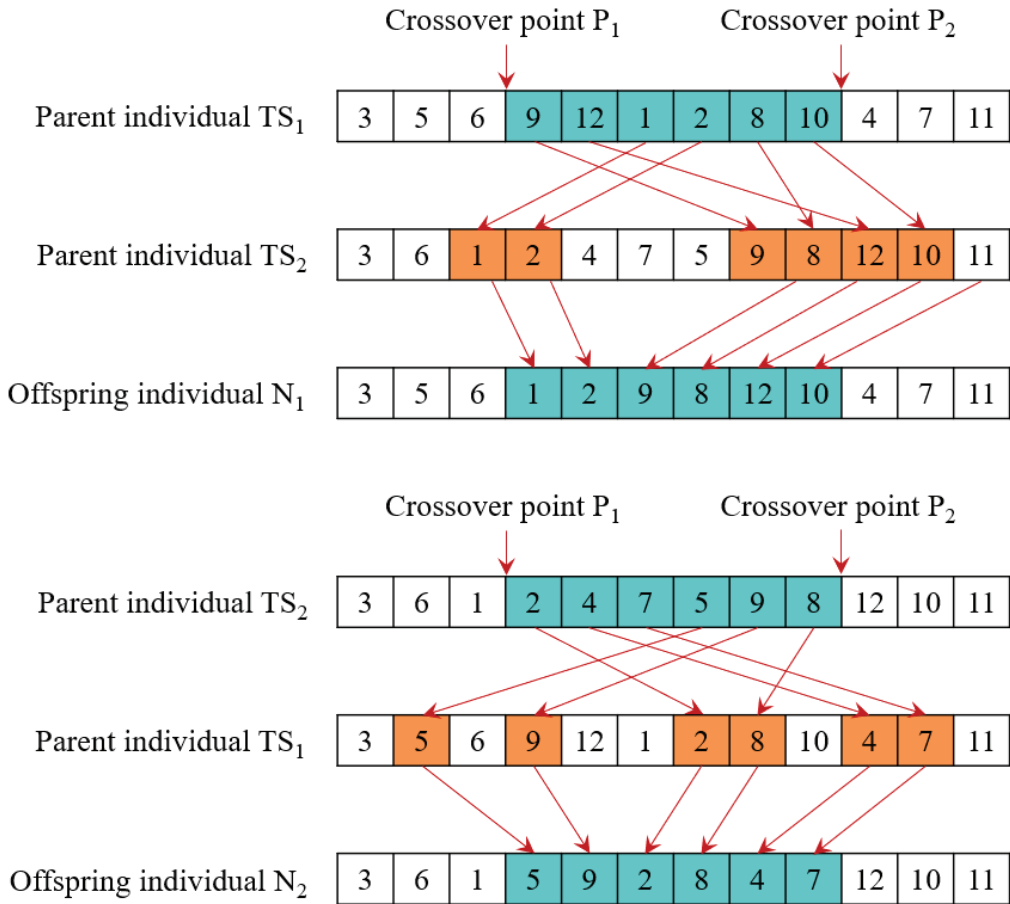 Crossover point P₁ Crossover point P₂
Parent individual TS₁ 3 5 6 9 12 1 2 8 10 4 7 11
Parent individual TS₂ 3 6 1 2 4 7 5 9 8 12 10 11
Offspring individual N₁ 3 5 6 1 2 9 8 12 10 4 7 11
Crossover point P₁ Crossover point P₂
Parent individual TS₂ 3 6 1 2 4 7 5 9 8 12 10 11
Parent individual TS₁ 3 5 6 9 12 1 2 8 10 4 7 11
Offspring individual N₂ 3 6 1 5 9 2 8 4 7 12 10 11